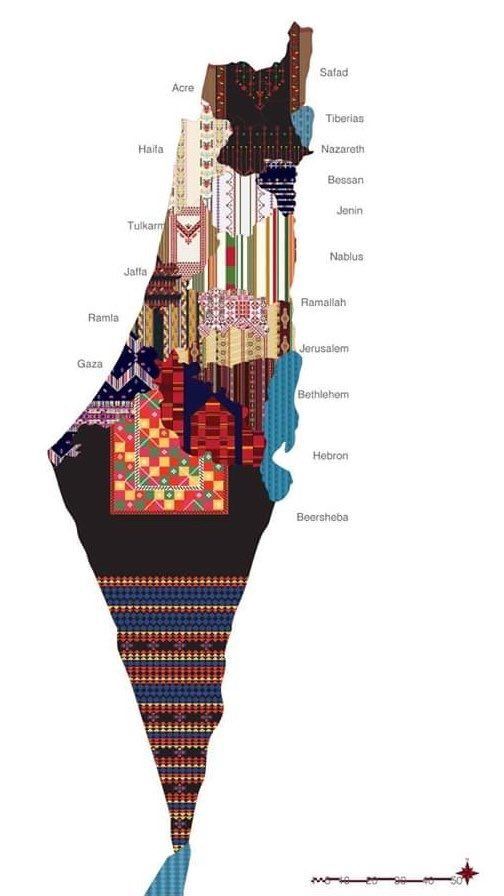 Safad
Acre
Tiberias
Haifa
Nazareth
Bessan
Jenin
Tulkarm
Nablus
Jaffa
Ramallah
Ramla
Jerusalem
Gaza
Bethlehem
Hebron
Beersheba
10 20 30 40 50